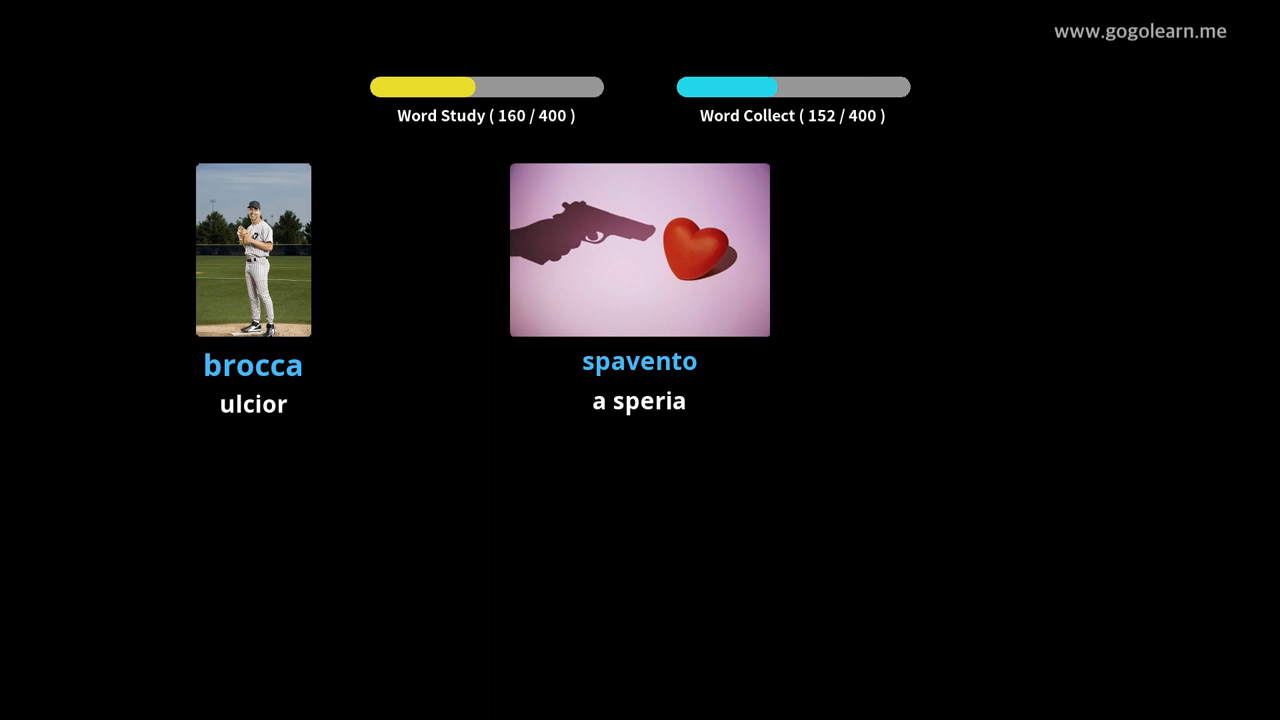 www.gogolearn.me
Word Study ( 160 / 400 )
Word Collect ( 152 / 400 )
brocca
ulcior
spavento
a speria